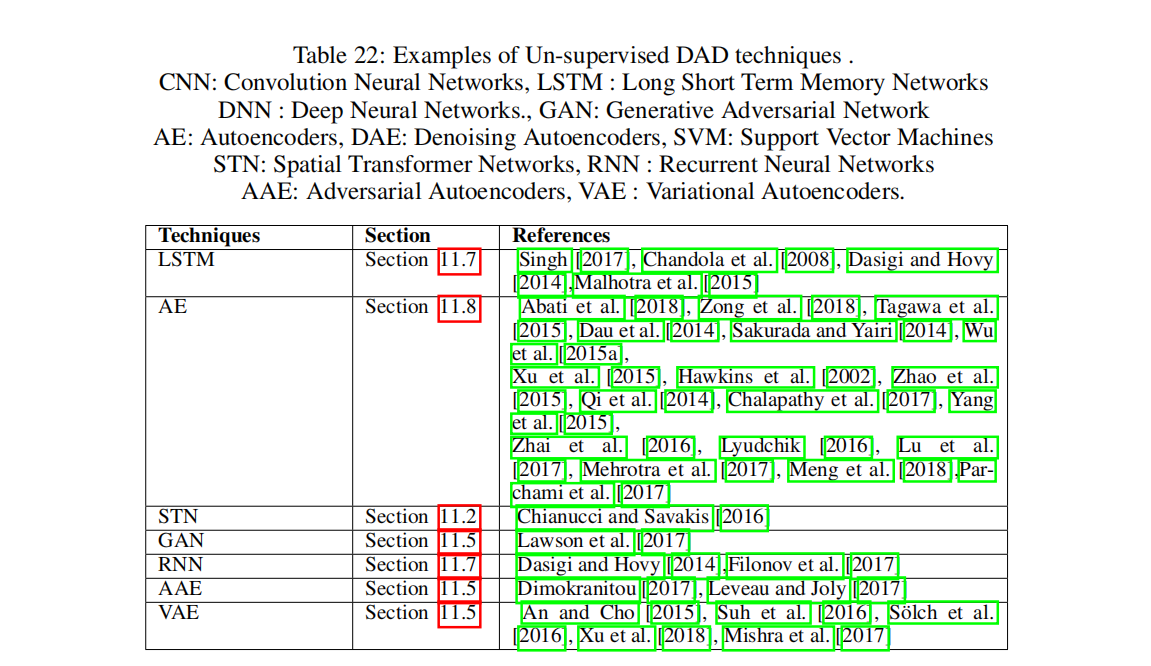 Table 22: Examples of Un-supervised DAD techniques .
CNN: Convolution Neural Networks, LSTM : Long Short Term Memory Networks
DNN : Deep Neural Networks., GAN: Generative Adversarial Network
AE: Autoencoders, DAE: Denoising Autoencoders, SVM: Support Vector Machines
STN: Spatial Transformer Networks, RNN : Recurrent Neural Networks
AAE: Adversarial Autoencoders, VAE : Variational Autoencoders.
Techniques Section References
LSTM Section 11.7 Singh [2017], Chandola et al. [2008], Dasigi and Hovy
[2014],Malhotra et al. [2015]
AE Section 11.8 Abati et al. [2018], Zong et al. [2018], Tagawa et al.
[2015], Dau et al. [2014], Sakurada and Yairi [2014], Wu
et al. [2015a],
Xu et al. [2015], Hawkins et al. [2002], Zhao et al.
[2015], Qi et al. [2014], Chalapathy et al. [2017], Yang
et al. [2015],
Zhai et al. [2016], Lyudchik [2016], Lu et al.
[2017], Mehrotra et al. [2017], Meng et al. [2018],Par-
chami et al. [2017]
STN Section 11.2 Chianucci and Savakis [2016]
GAN Section 11.5 Lawson et al. [2017]
RNN Section 11.7 Dasigi and Hovy [2014],Filonov et al. [2017]
AAE Section 11.5 Dimokranitou [2017], Leveau and Joly [2017]
VAE Section 11.5 An and Cho [2015], Suh et al. [2016], Sölch et al.
[2016], Xu et al. [2018], Mishra et al. [2017]